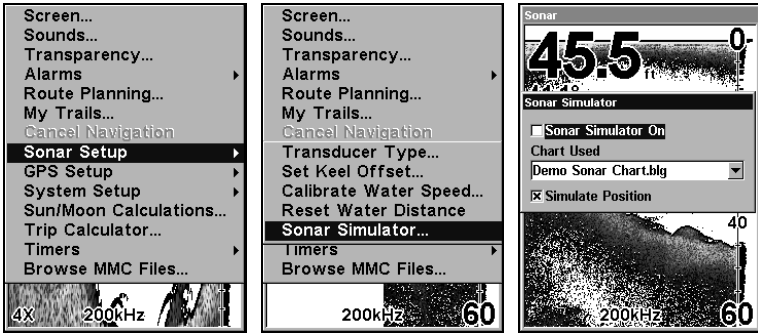 Screen...
Sounds...
Transparency...
Alarms
Route Planning...
My Trails...
Cancel Navigation
Sonar Setup
GPS Setup
System Setup
Sun/Moon Calculations...
Trip Calculator...
Timers
Browse MMC Files...
4X 200kHz
Screen...
Sounds...
Transparency...
Alarms
Route Planning...
My Trails...
Cancel Navigation
Transducer Type...
Set Keel Offset...
Calibrate Water Speed...
Reset Water Distance
Sonar Simulator...
Timers
Browse MMC Files...
200kHz 60
Sonar
45.5 ft 0
Sonar Simulator
Sonar Simulator On
Chart Used
Demo Sonar Chart.blg
Simulate Position
40
200kHz 60